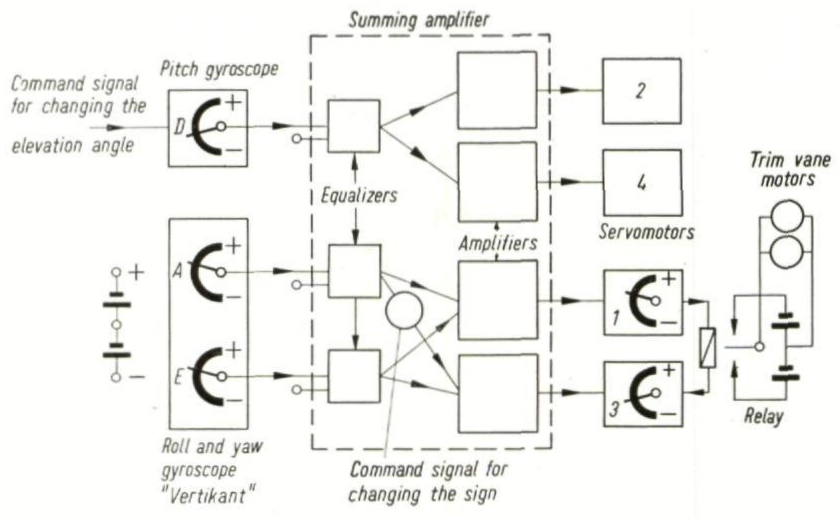 Summing amplifier
Command signal
for changing the
elevation angle
Pitch gyroscope
D
+
−
2
4
Equalizers
Amplifiers
Servomotors
Trim vane
motors
+
−
A
+
−
E
+
−
1
+
−
3
+
−
Relay
Roll and yaw
gyroscope
"Vertikant"
Command signal for
changing the sign